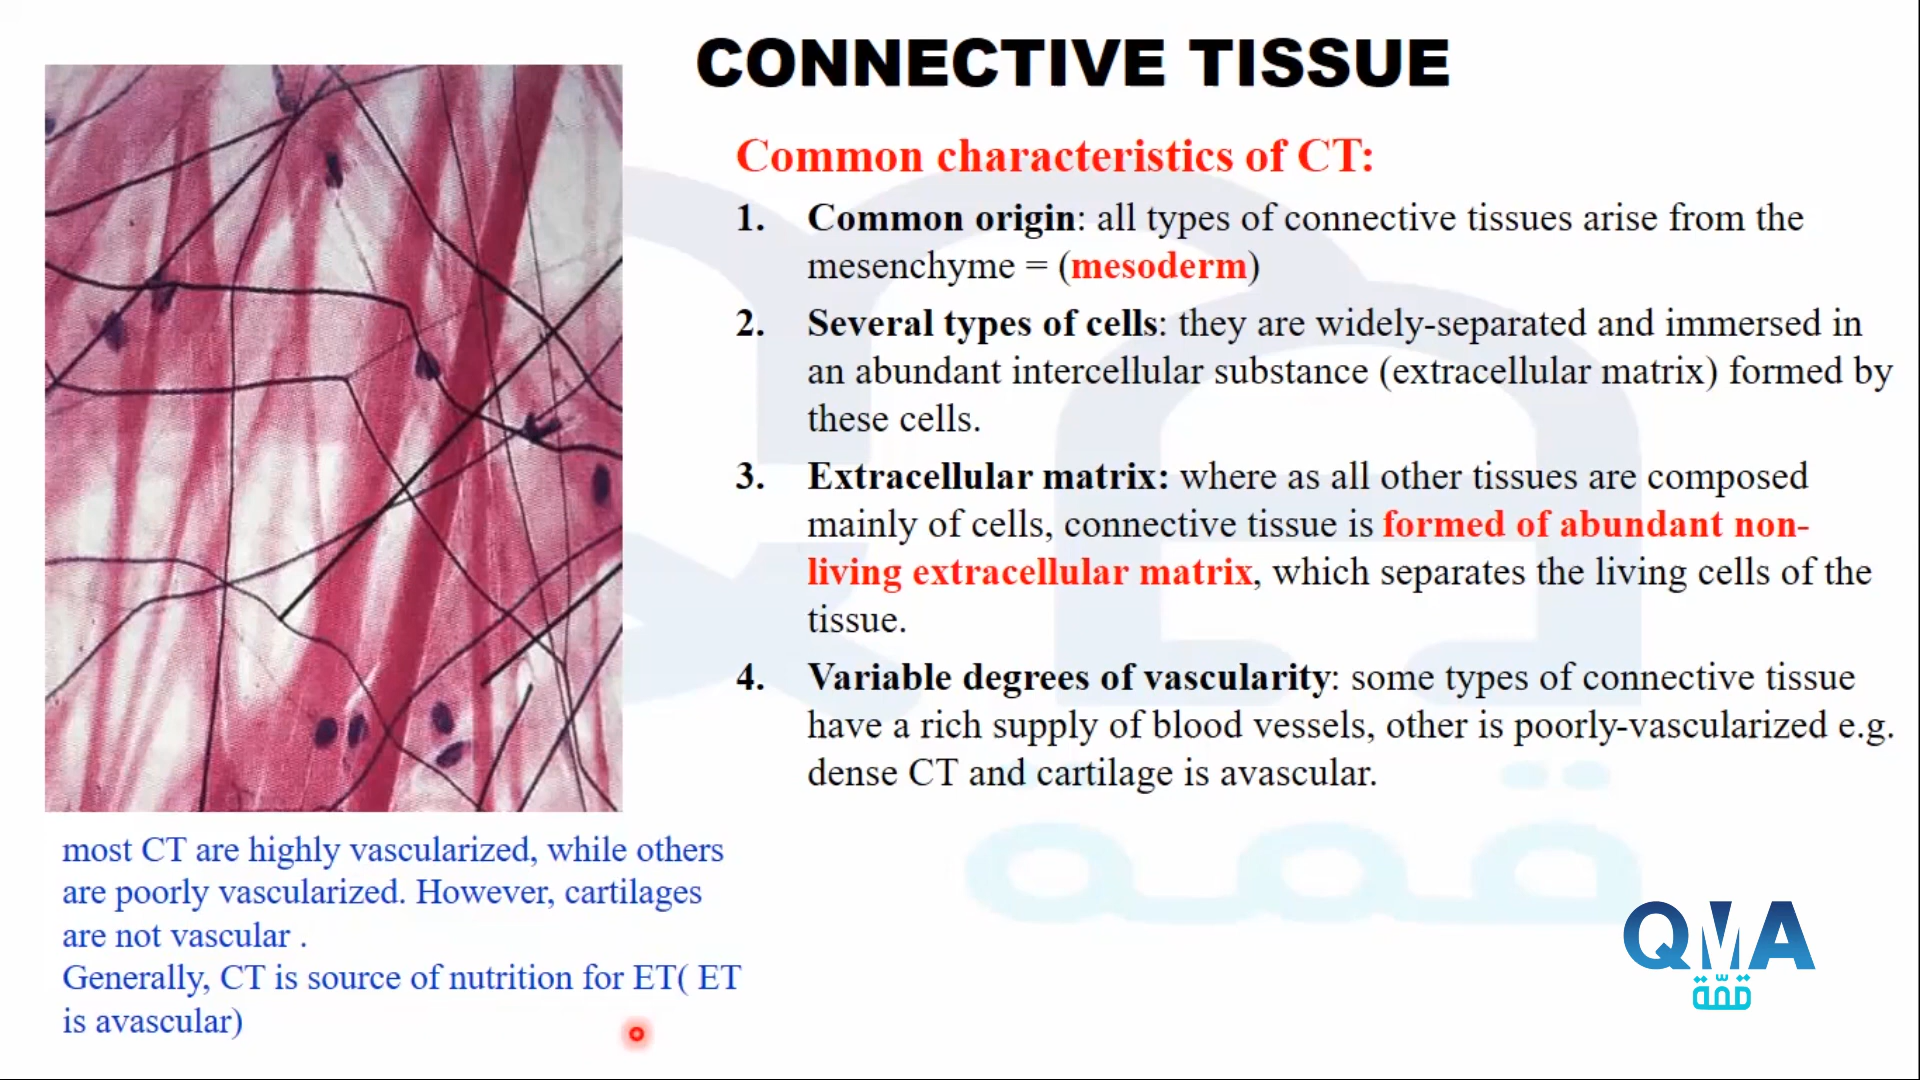 CONNECTIVE TISSUE
Common characteristics of CT:
1. Common origin: all types of connective tissues arise from the
mesenchyme = (mesoderm)
2. Several types of cells: they are widely-separated and immersed in
an abundant intercellular substance (extracellular matrix) formed by
these cells.
3. Extracellular matrix: where as all other tissues are composed
mainly of cells, connective tissue is formed of abundant non-
living extracellular matrix, which separates the living cells of the
tissue.
4. Variable degrees of vascularity: some types of connective tissue
have a rich supply of blood vessels, other is poorly-vascularized e.g.
dense CT and cartilage is avascular.
most CT are highly vascularized, while others
are poorly vascularized. However, cartilages
are not vascular .
Generally, CT is source of nutrition for ET( ET
is avascular)
قمة
QMA
قمّة